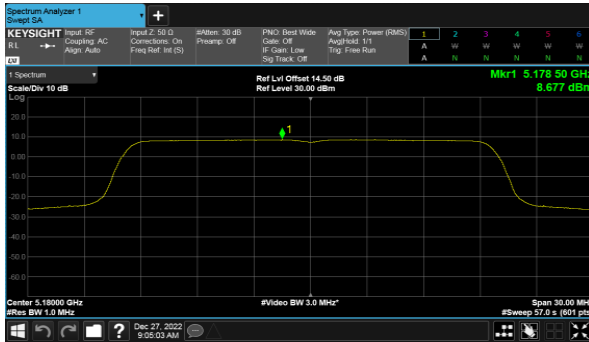 Spectrum Analyzer 1
Swept SA
+
KEYSIGHT Input: RF Input Z: 50 Ω #Atten: 30 dB PNO: Best Wide Avg Type: Power (RMS) 1 2 3 4 5 6
RL Coupling: AC Corrections: On Preamp: Off Gate: Off Avg|Hold: 1/1 A W W W W W
Align: Auto Freq Ref: Int (S) IF Gain: Low Trig: Free Run
Sig Track: Off A N N N N N
LXI
1 Spectrum Ref Lvl Offset 14.50 dB Mkr1 5.178 50 GHz
Scale/Div 10 dB Ref Level 30.00 dBm 8.677 dBm
Log
20.0
10.0
1
0.00
-10.0
-20.0
-30.0
-40.0
-50.0
-60.0
Center 5.18000 GHz #Video BW 3.0 MHz* Span 30.00 MH
#Res BW 1.0 MHz #Sweep 57.0 s (601 pts
? Dec 27, 2022
9:05:03 AM